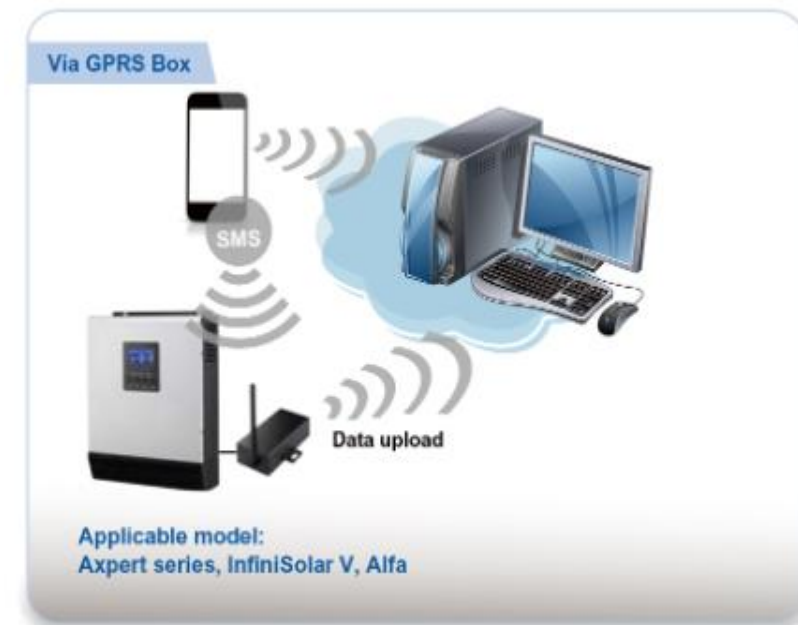 Via GPRS Box
SMS
Data upload
Applicable model:
Axpert series, InfiniSolar V, Alfa